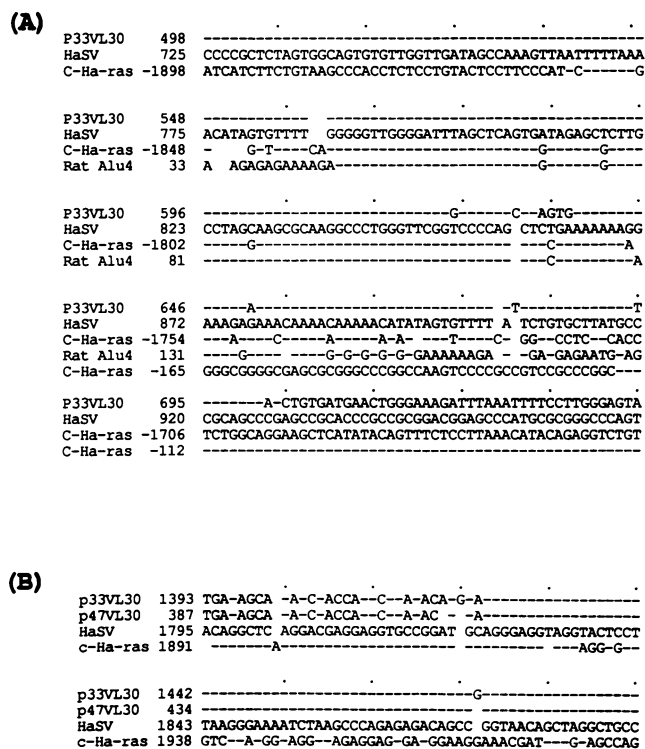 (A)
P33VL30 498 --------------------------------------------------
HaSV 725 CCCCGCTCTAGTGGCAGTGTGTTGGTTGATAGCCAAAGTTAATTTTTAAA
C-Ha-ras -1898 ATCATCTTCTGTAAGCCCACCTCTCCTGTACTCCTTCCCAT-C------G
P33VL30 548 ------------  ------------------------------------
HaSV 775 ACATAGTGTTTT  GGGGGTTGGGGATTTAGCTCAGTGATAGAGCTCTTG
C-Ha-ras -1848 -    G-T    CA------------------------G------G----
Rat Alu4 33 A  AGAGAGAAAAGA------------------------G------G----
P33VL30 596 ----------------------------G------C--AGTG--------
HaSV 823 CCTAGCAAGCGCAAGGCCCTGGGTTCGGTCCCCAG CTCTGAAAAAAAGG
C-Ha-ras -1802 -----G----------------------------- ---C--------A-
Rat Alu4 81 ----------------------------------- ---C---------A
P33VL30 646 -----A--------------------------- -T-------------T
HaSV 872 AAAGAGAAACAAAACAAAAACATATAGTGTTTT A TCTGTGCTTATGCC
C-Ha-ras -1754 ---A----C-----A-----AA- ----T----C-- GG--CCTC--CACC
Rat Alu4 131 ----G-----  ---G-G-G-G-GAAAAAAGA  -GA-GAGAATG-AG
C-Ha-ras -165 GGGCGGGGCGAGCGCGGGCCCGGCCAAGTCCCCGCCGTCCGCCCGGC---
P33VL30 695 -------A-CTGTGATGAACTGGGAAAGATTTAAATTTTCCTTGGGAGTA
HaSV 920 CGCAGCCCGAGCCGCACCCGCCGCGGACGGAGCCCATGCGCGGGCCCAGT
C-Ha-ras -1706 TCTGGCAGGAAGCTCATATACAGTTTCTCCTTAAACATACAGAGGTCTGT
C-Ha-ras -112 --------------------------------------------------
(B)
p33VL30 1393 TGA-AGCA -A-C-ACCA--C--A-ACA-G-A------------------
p47VL30 387 TGA-AGCA -A-C-ACCA--C--A-AC - -A------------------
HaSV 1795 ACAGGCTC AGGACGAGGAGGTGCCGGAT GCAGGGAGGTAGGTACTCCT
c-Ha-ras 1891 -------A-------------------- ---------- ---AGG-G--
p33VL30 1442 -------------------------------G------------------
p47VL30 434 ------------------------------- ------------------
HaSV 1843 TAAGGGAAAATCTAAGCCCAGAGAGACAGCC GGTAACAGCTAGGCTGCC
c-Ha-ras 1938 GTC--A-GG-AGG--AGAGGAG-GA-GGAAGGAAACGAT---G-AGCCAG